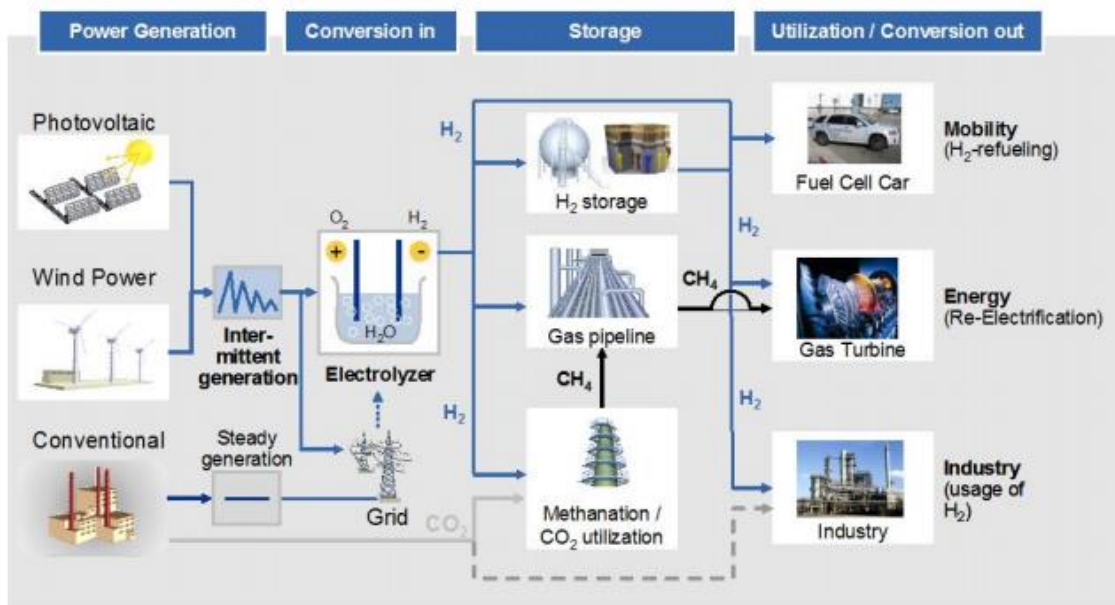 Power Generation
Conversion in
Storage
Utilization / Conversion out
Photovoltaic
Wind Power
Inter-
mittent
generation
Conventional
Steady
generation
O₂
H₂
+
-
H₂O
Electrolyzer
Grid
CO₂
H₂
H₂
H₂ storage
Gas pipeline
CH₄
Methanation /
CO₂ utilization
CH₄
H₂
H₂
Fuel Cell Car
Mobility
(H₂-refueling)
Gas Turbine
Energy
(Re-Electrification)
Industry
Industry
(usage of
H₂)